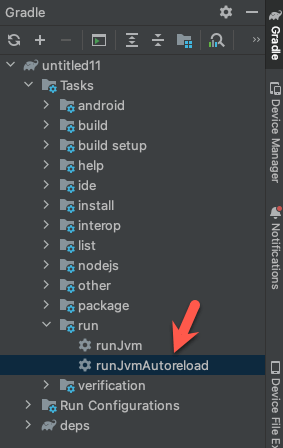 Gradle
untitled11
Tasks
android
build
build setup
help
ide
install
interop
list
nodejs
other
package
run
runJvm
runJvmAutoreload
verification
Run Configurations
deps
Gradle
Device Manager
Notifications
Device File Ex